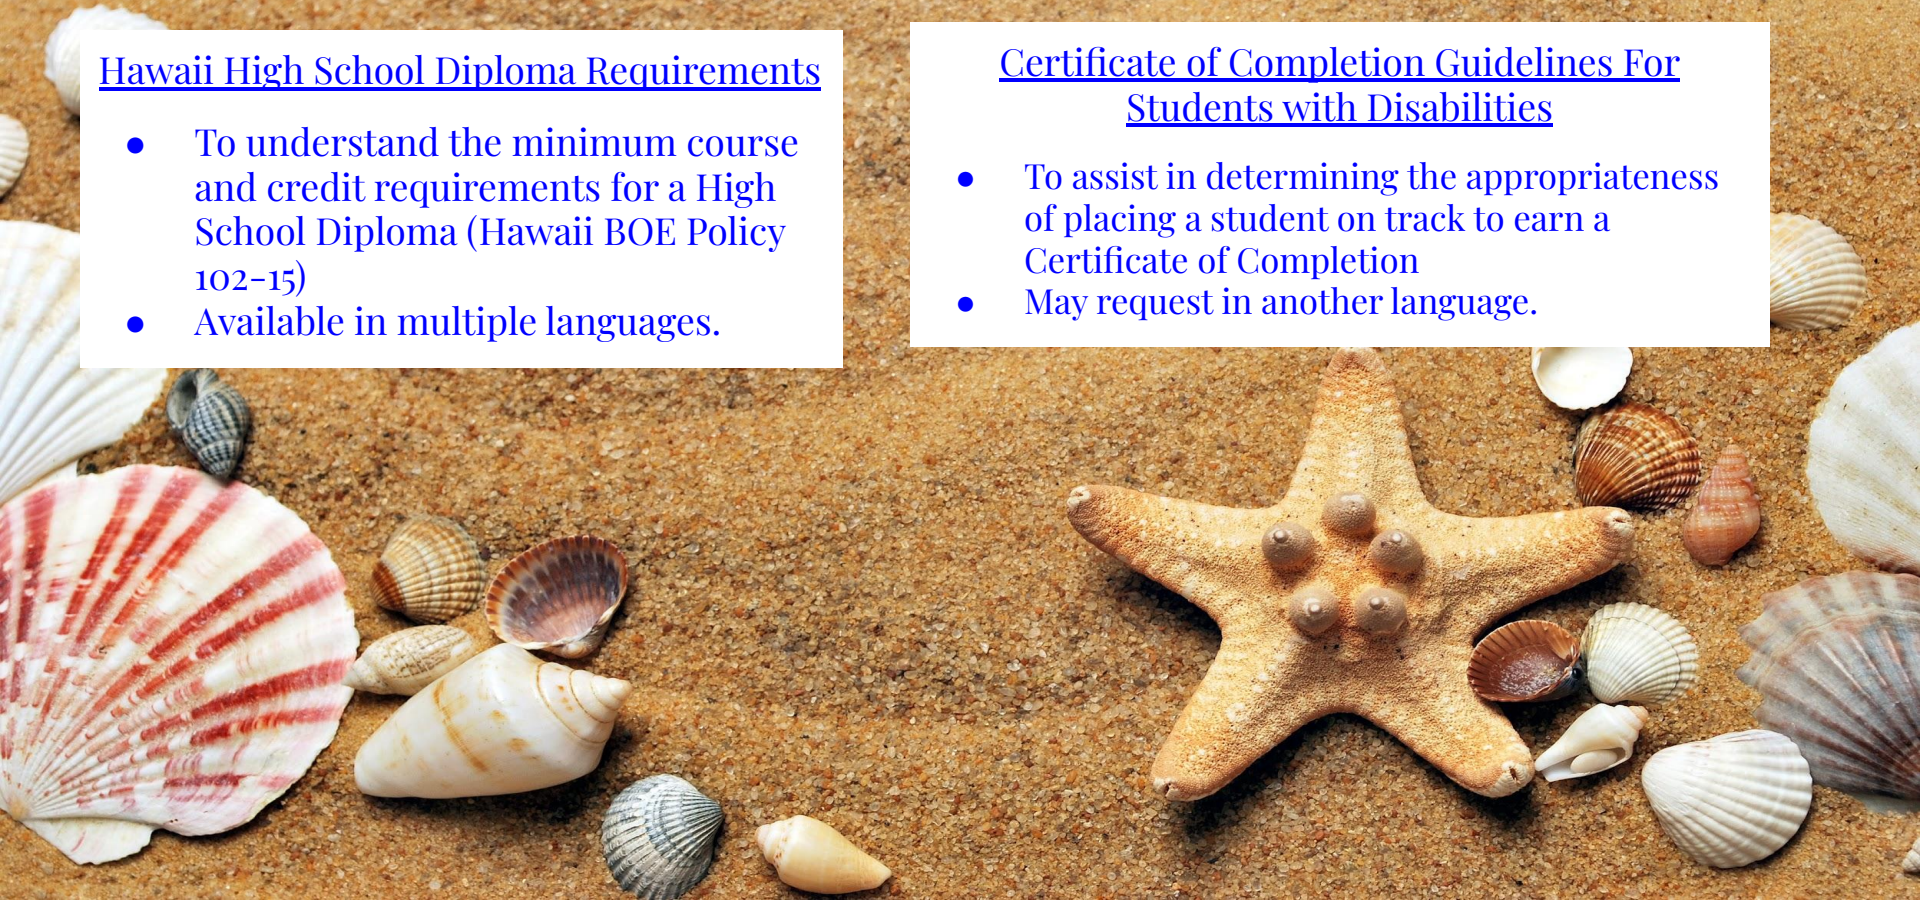 Hawaii High School Diploma Requirements
● To understand the minimum course
and credit requirements for a High
School Diploma (Hawaii BOE Policy
102-15)
● Available in multiple languages.
Certificate of Completion Guidelines For
Students with Disabilities
● To assist in determining the appropriateness
of placing a student on track to earn a
Certificate of Completion
● May request in another language.